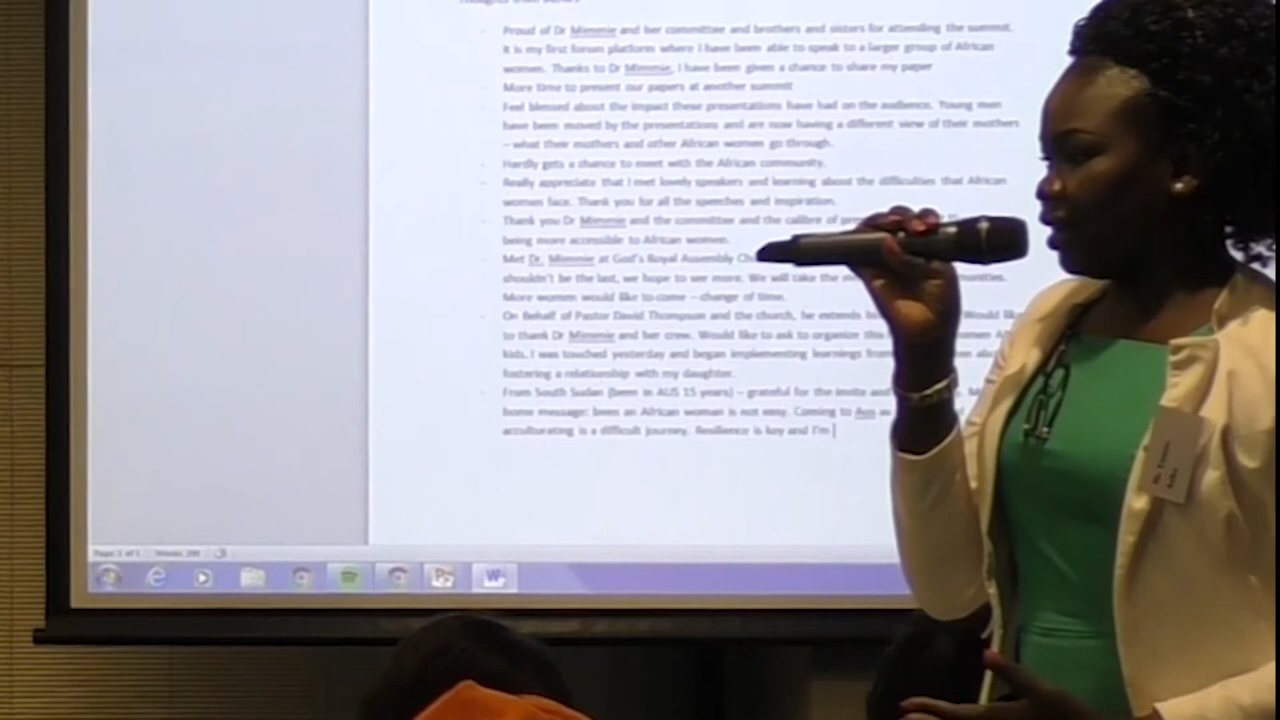 Proud of Dr Mimmie and her committee and brothers and sisters for attending the summit.
It is my first forum platform where I have been able to speak to a larger group of African
women. Thanks to Dr Mimmie, I have been given a chance to share my paper
More time to present our papers at another summit
Feel blessed about the impact these presentations have had on the audience. Young men
have been moved by the presentations and are now having a different view of their mothers
– what their mothers and other African women go through.
Hardly gets a chance to meet with the African community.
Really appreciate that I met lovely speakers and learning about the difficulties that African
women face. Thank you for all the speeches and inspiration.
Thank you Dr Mimmie and the committee and the calibre of
being more accessible to African women.
Met Dr. Mimmie at God's Royal Assembly
shouldn't be the last, we hope to see more. We will take the
More women would like to come – change of time.
On Behalf of Pastor David Thompson and the church, he extends Would
to thank Dr Mimmie and her crew. Would like to ask to organize this
kids. I was touched yesterday and began implementing learnings from
fostering a relationship with my daughter.
From South Sudan (been in AUS 15 years) – grateful for the invite and
home message: been an African woman is not easy. Coming to Aus
acculturating is a difficult journey. Resilience is key and I'm
Page: 1 of 1